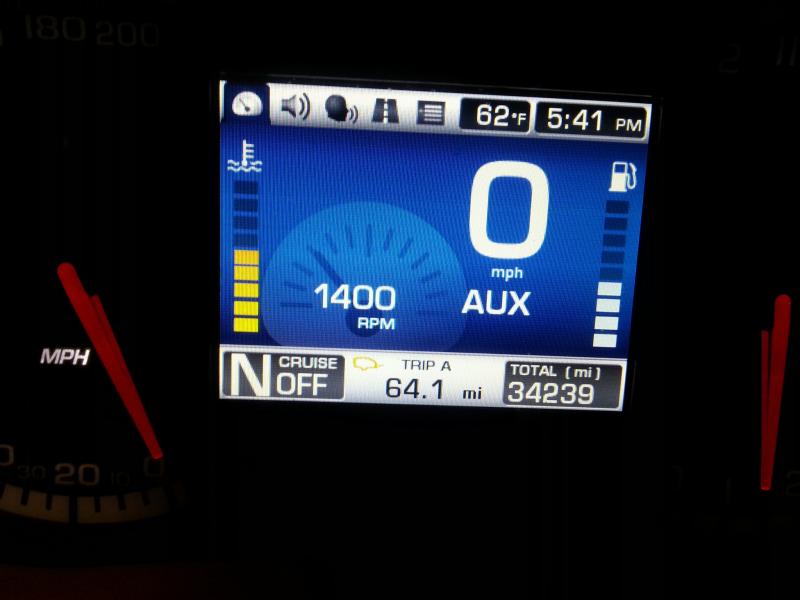 180 200
62°F 5:41 PM
0
mph
1400
RPM
AUX
MPH
N CRUISE OFF
TRIP A
64.1 mi
TOTAL (mi)
34239
30 20 10 0